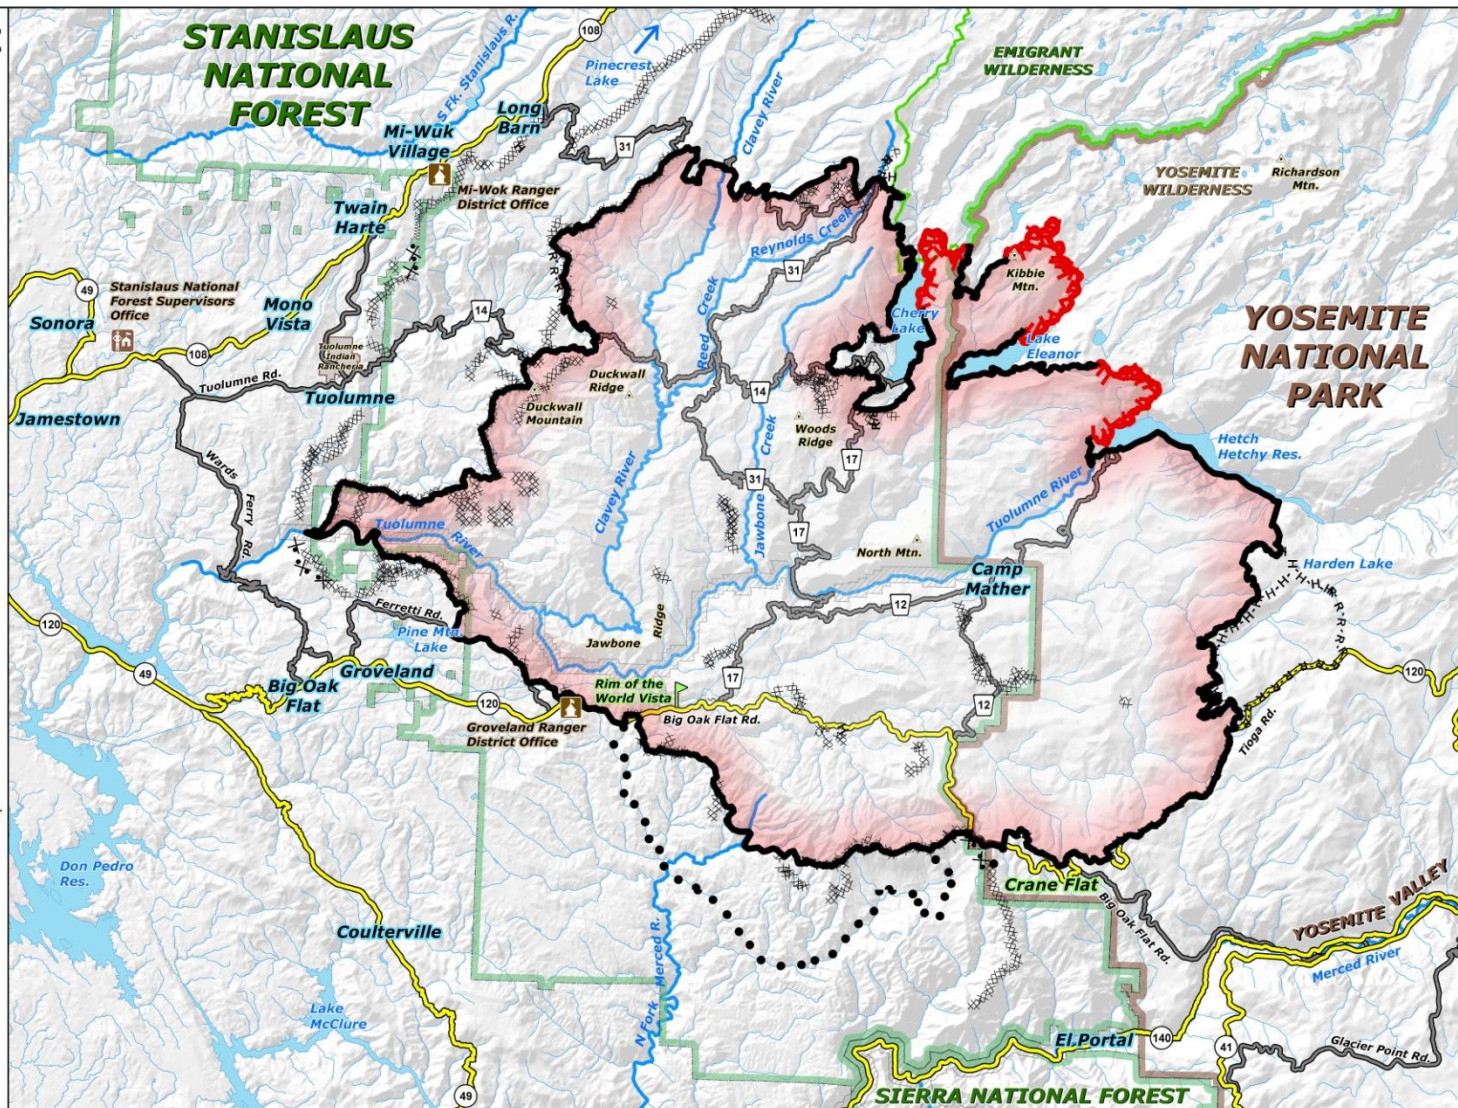 STANISLAUS
NATIONAL
FOREST
S.Fk. Stanislaus R.
108
Pinecrest
Lake
Clavey River
EMIGRANT
WILDERNESS
Long
Barn
Mi-Wuk
Village
31
Mi-Wok Ranger
District Office
YOSEMITE
WILDERNESS
Richardson
Mtn.
Twain
Harte
Reynolds Creek
31
Kibbie
Mtn.
49
Stanislaus National
Forest Supervisors
Office
Mono
Vista
14
Reed Creek
Cherry
Lake
YOSEMITE
NATIONAL
PARK
Sonora
108
Tuolumne
Indian
Rancheria
Lake
Eleanor
Tuolumne Rd.
Tuolumne
Duckwall
Ridge
Duckwall
Mountain
14
Jamestown
Woods
Ridge
Jawbone Creek
Hetch
Hetchy Res.
17
Wards Ferry Rd.
31
Clavey River
Tuolumne River
Tuolumne River
17
North Mtn.
Camp
Mather
Harden Lake
12
Ferretti Rd.
120
Pine Mtn.
Lake
Jawbone Ridge
49
Groveland
Big Oak
Flat
17
Rim of the
World Vista
120
Big Oak Flat Rd.
12
120
Groveland Ranger
District Office
Tioga Rd.
Don Pedro
Res.
Crane Flat
Big Oak Flat Rd.
Coulterville
N Fork Merced R.
YOSEMITE VALLEY
Merced River
Lake
McClure
El Portal
140
41
Glacier Point Rd.
49
SIERRA NATIONAL FOREST